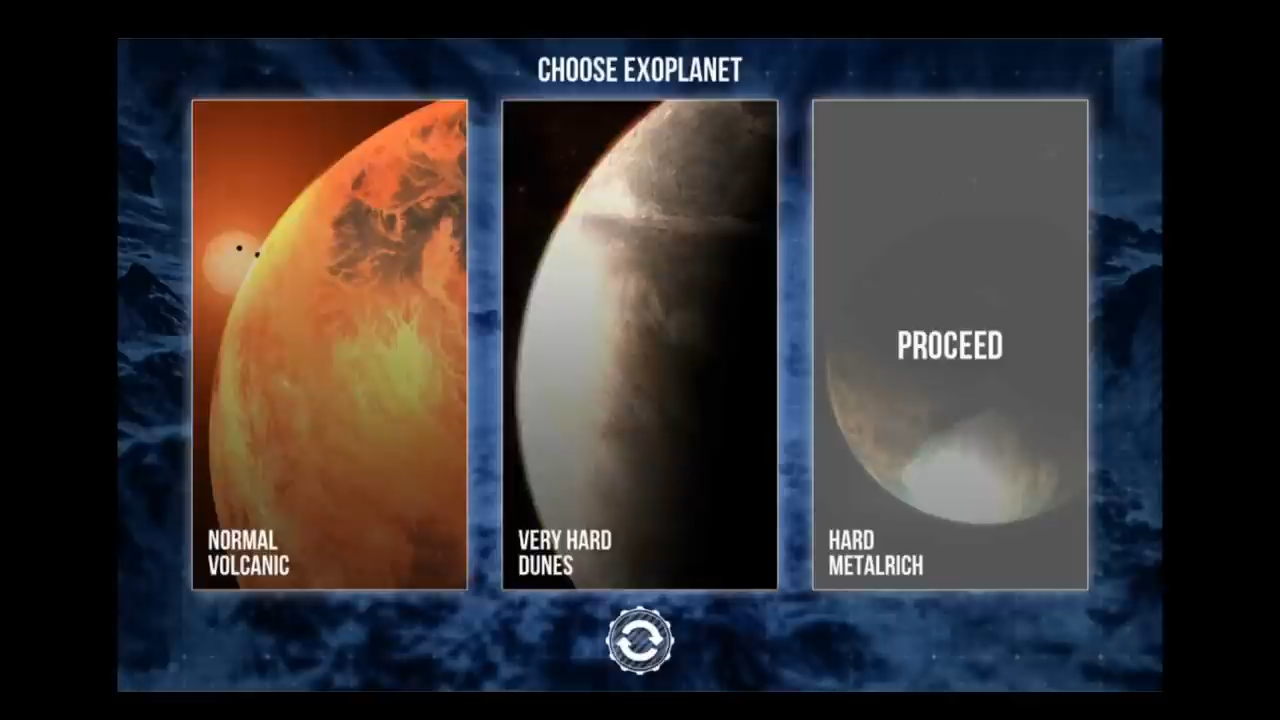 CHOOSE EXOPLANET
NORMAL
VOLCANIC
VERY HARD
DUNES
PROCEED
HARD
METALRICH